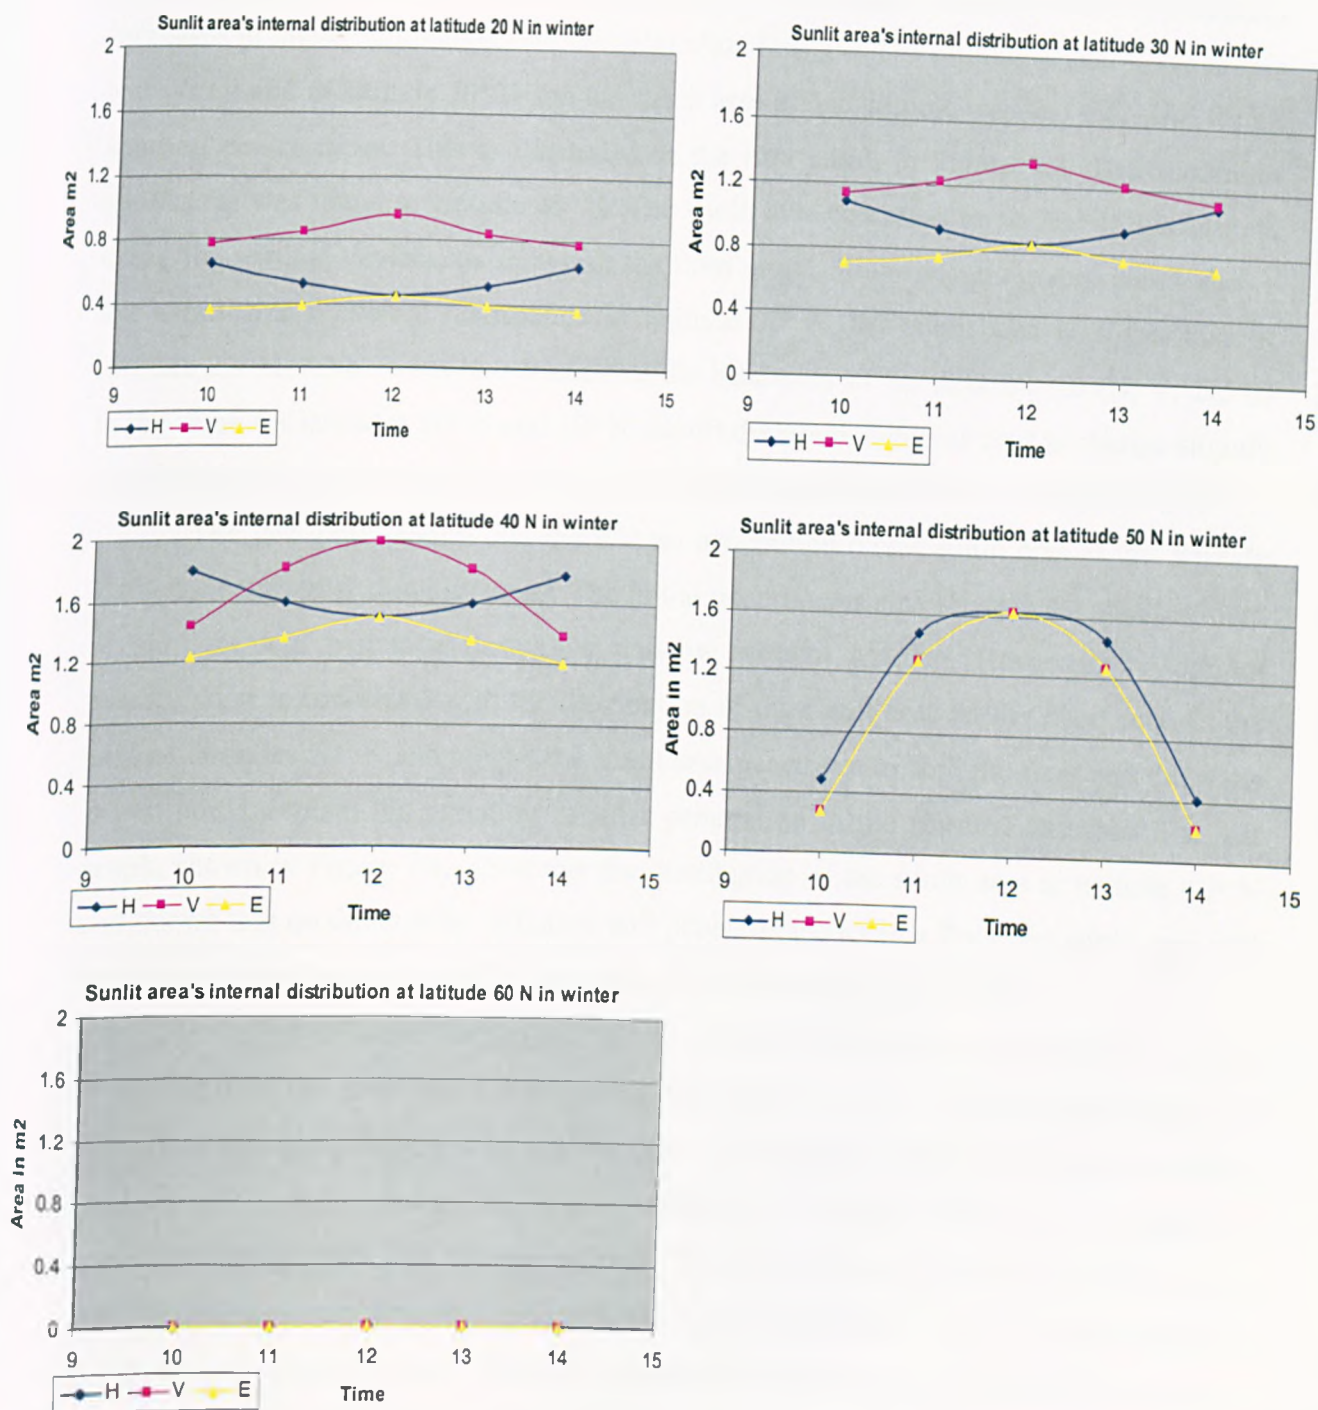 Sunlit area's internal distribution at latitude 20 N in winter
2
1.6
1.2
0.8
0.4
0
Area m2
9 10 11 12 13 14 15
H V E
Time
Sunlit area's internal distribution at latitude 30 N in winter
2
1.6
1.2
0.8
0.4
0
Area m2
9 10 11 12 13 14 15
H V E
Time
Sunlit area's internal distribution at latitude 40 N in winter
2
1.6
1.2
0.8
0.4
0
Area m2
9 10 11 12 13 14 15
H V E
Time
Sunlit area's internal distribution at latitude 50 N in winter
2
1.6
1.2
0.8
0.4
0
Area in m2
9 10 11 12 13 14 15
H V E
Time
Sunlit area's internal distribution at latitude 60 N in winter
2
1.6
1.2
0.8
0.4
0
Area in m2
9 10 11 12 13 14 15
H V E
Time